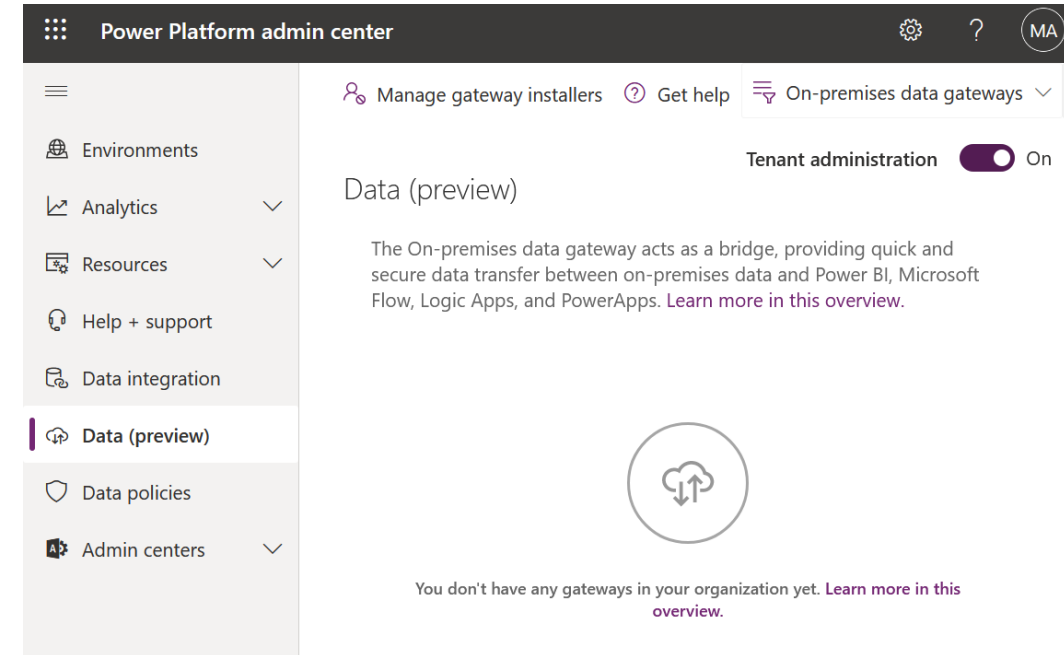 Power Platform admin center
MA
Manage gateway installers
Get help
On-premises data gateways
Environments
Analytics
Resources
Help + support
Data integration
Data (preview)
Data policies
Admin centers
Tenant administration
On
Data (preview)
The On-premises data gateway acts as a bridge, providing quick and
secure data transfer between on-premises data and Power BI, Microsoft
Flow, Logic Apps, and PowerApps. Learn more in this overview.
You don't have any gateways in your organization yet. Learn more in this
overview.